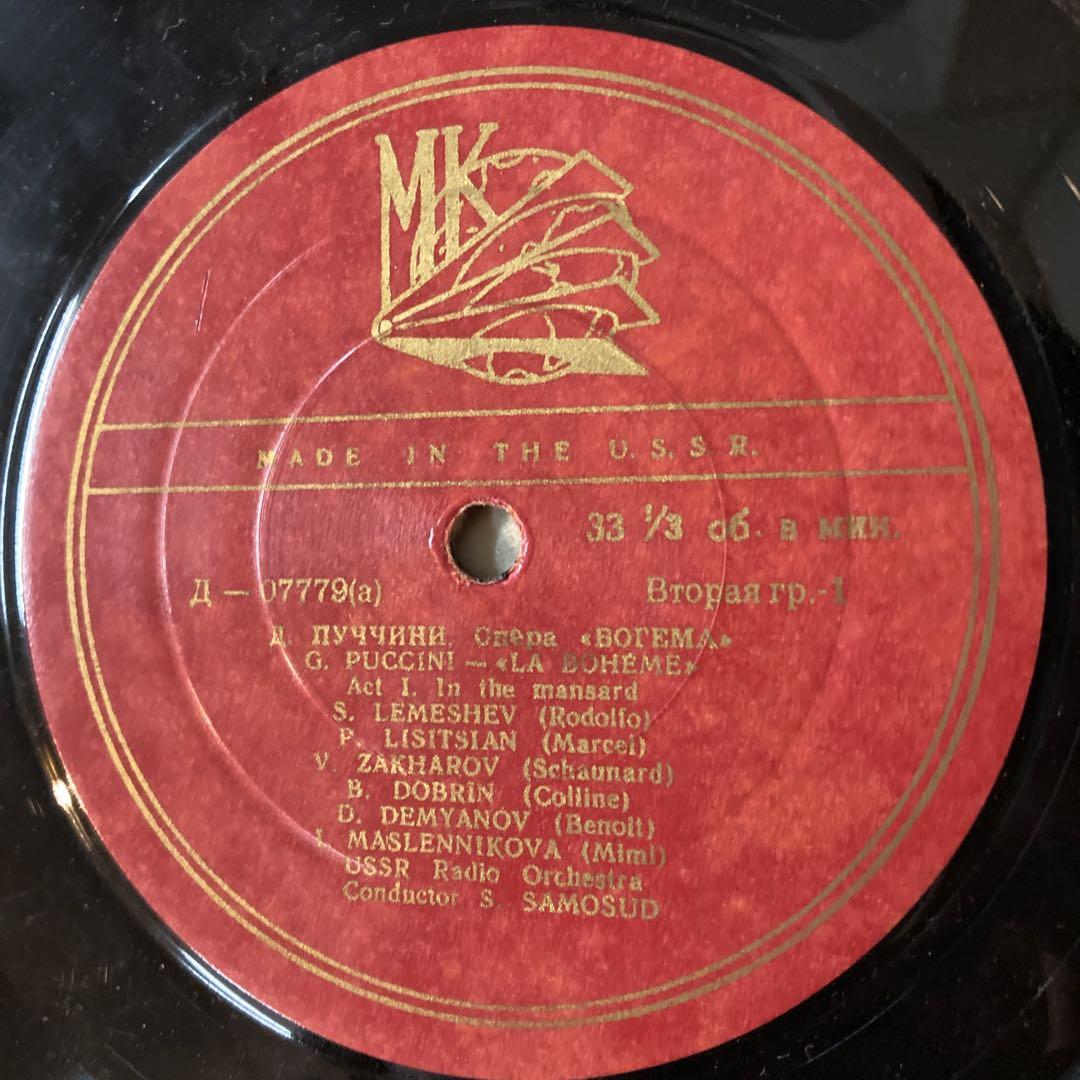 МК
MADE IN THE U.S.S.R.
33 1/3 об. в мин.
Д — 07779(а) Вторая гр.-1
Д. ПУЧЧИНИ. Опера «БОГЕМА»
G. PUCCINI — «LA BOHEME»
Act I. In the mansard
S. LEMESHEV (Rodolfo)
P. LISITSIAN (Marcel)
V. ZAKHAROV (Schaunard)
B. DOBRIN (Colline)
D. DEMYANOV (Benoit)
I. MASLENNIKOVA (Mimi)
USSR Radio Orchestra
Conductor S. SAMOSUD